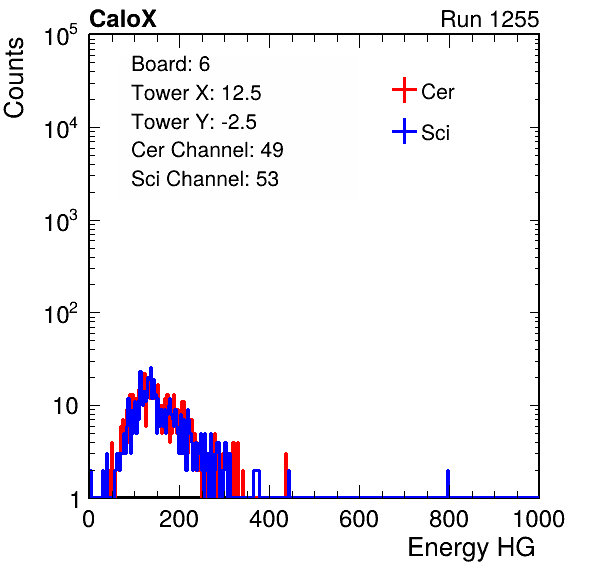 CaloX Run 1255
Board: 6
Tower X: 12.5
Tower Y: -2.5
Cer Channel: 49
Sci Channel: 53
Cer
Sci
Counts
10^5
10^4
10^3
10^2
10
1
0 200 400 600 800 1000
Energy HG